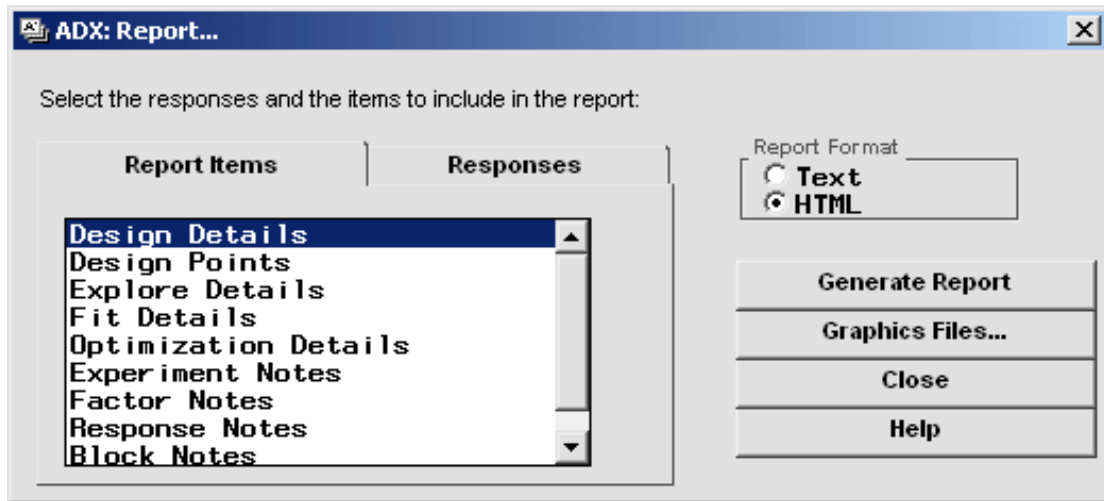 ADX: Report...
Select the responses and the items to include in the report:
Report Items
Responses
Design Details
Design Points
Explore Details
Fit Details
Optimization Details
Experiment Notes
Factor Notes
Response Notes
Block Notes
Report Format
Text
HTML
Generate Report
Graphics Files...
Close
Help